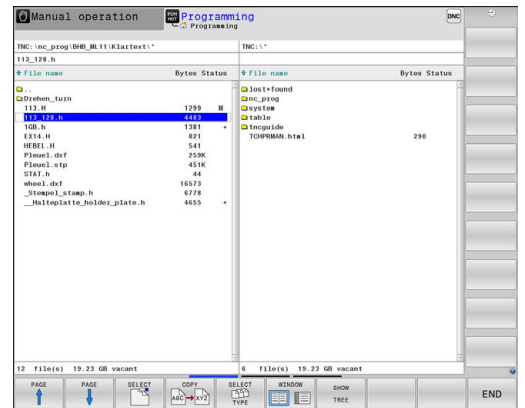 Manual operation
Programming
Programming
DNC
TNC:\nc_prog\BHB_ML11\Klartext\*
TNC:\*
113_128.h
File name Bytes Status
File name Bytes Status
..
Drehen_turn
113.H 1299 M
113_128.h 4483
1GB.h 1381 +
EX14.H 821
HEBEL.H 541
Pleuel.dxf 259K
Pleuel.stp 451K
STAT.h 44
wheel.dxf 16573
_Stempel_stamp.h 6778
__Halteplatte_holder_plate.h 4655 +
lost+found
nc_prog
system
table
tncguide
TCHPRMAN.html 290
12 file(s) 19.23 GB vacant
6 file(s) 19.23 GB vacant
PAGE
PAGE
SELECT
COPY
ABC XYZ
SELECT
TYPE
WINDOW
SHOW
TREE
END